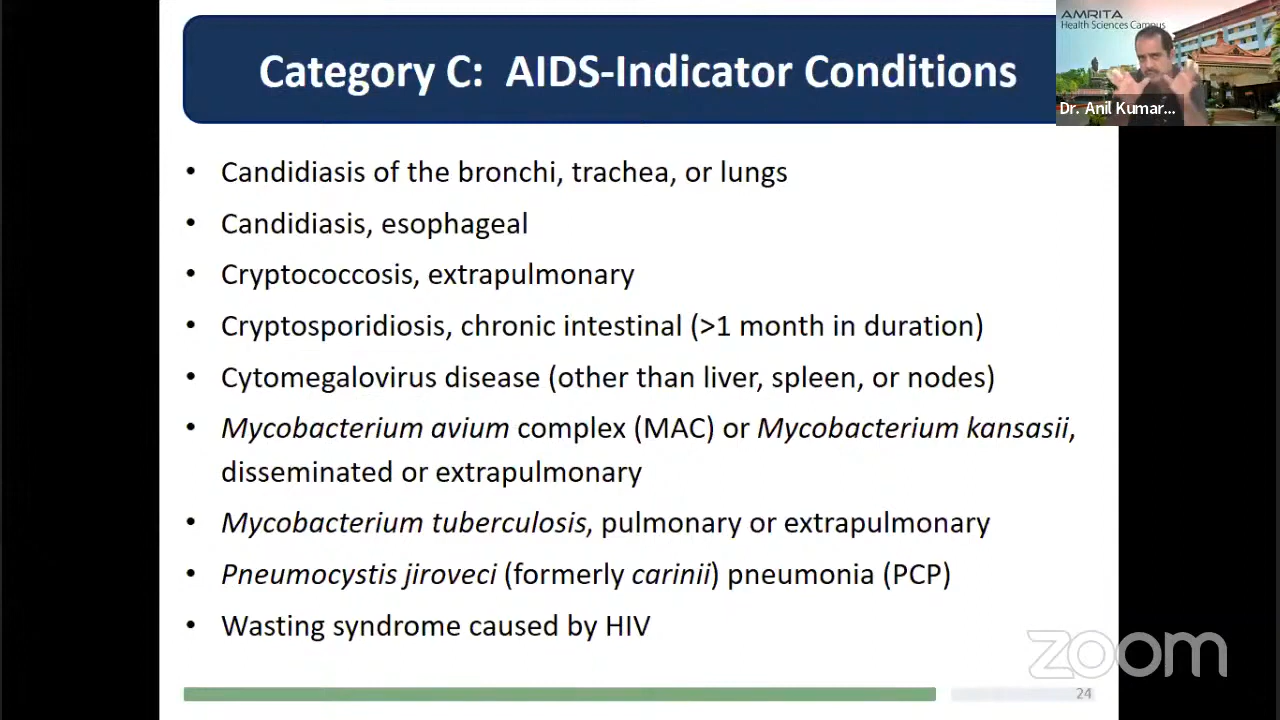 Category C: AIDS-Indicator Conditions
AMRITA
Health Sciences Campus
Dr. Anil Kumar...
• Candidiasis of the bronchi, trachea, or lungs
• Candidiasis, esophageal
• Cryptococcosis, extrapulmonary
• Cryptosporidiosis, chronic intestinal (>1 month in duration)
• Cytomegalovirus disease (other than liver, spleen, or nodes)
• Mycobacterium avium complex (MAC) or Mycobacterium kansasii,
disseminated or extrapulmonary
• Mycobacterium tuberculosis, pulmonary or extrapulmonary
• Pneumocystis jiroveci (formerly carinii) pneumonia (PCP)
• Wasting syndrome caused by HIV
zoom
24